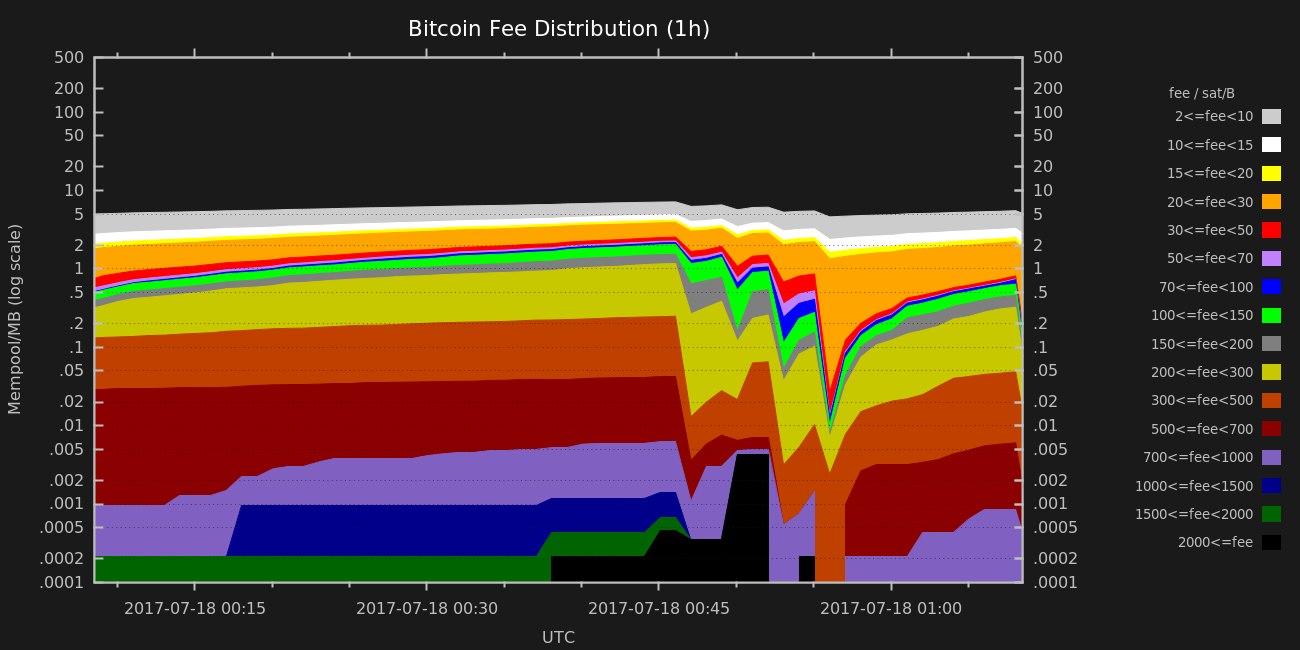 Bitcoin Fee Distribution (1h)
500 500
200 200
100 100
50 50
20 20
10 10
5 5
2 2
1 1
.5 .5
.2 .2
.1 .1
.05 .05
.02 .02
.01 .01
.005 .005
.002 .002
.001 .001
.0005 .0005
.0002 .0002
.0001 .0001
Mempool/MB (log scale)
2017-07-18 00:15 2017-07-18 00:30 2017-07-18 00:45 2017-07-18 01:00
UTC
fee / sat/B
2<=fee<10
10<=fee<15
15<=fee<20
20<=fee<30
30<=fee<50
50<=fee<70
70<=fee<100
100<=fee<150
150<=fee<200
200<=fee<300
300<=fee<500
500<=fee<700
700<=fee<1000
1000<=fee<1500
1500<=fee<2000
2000<=fee